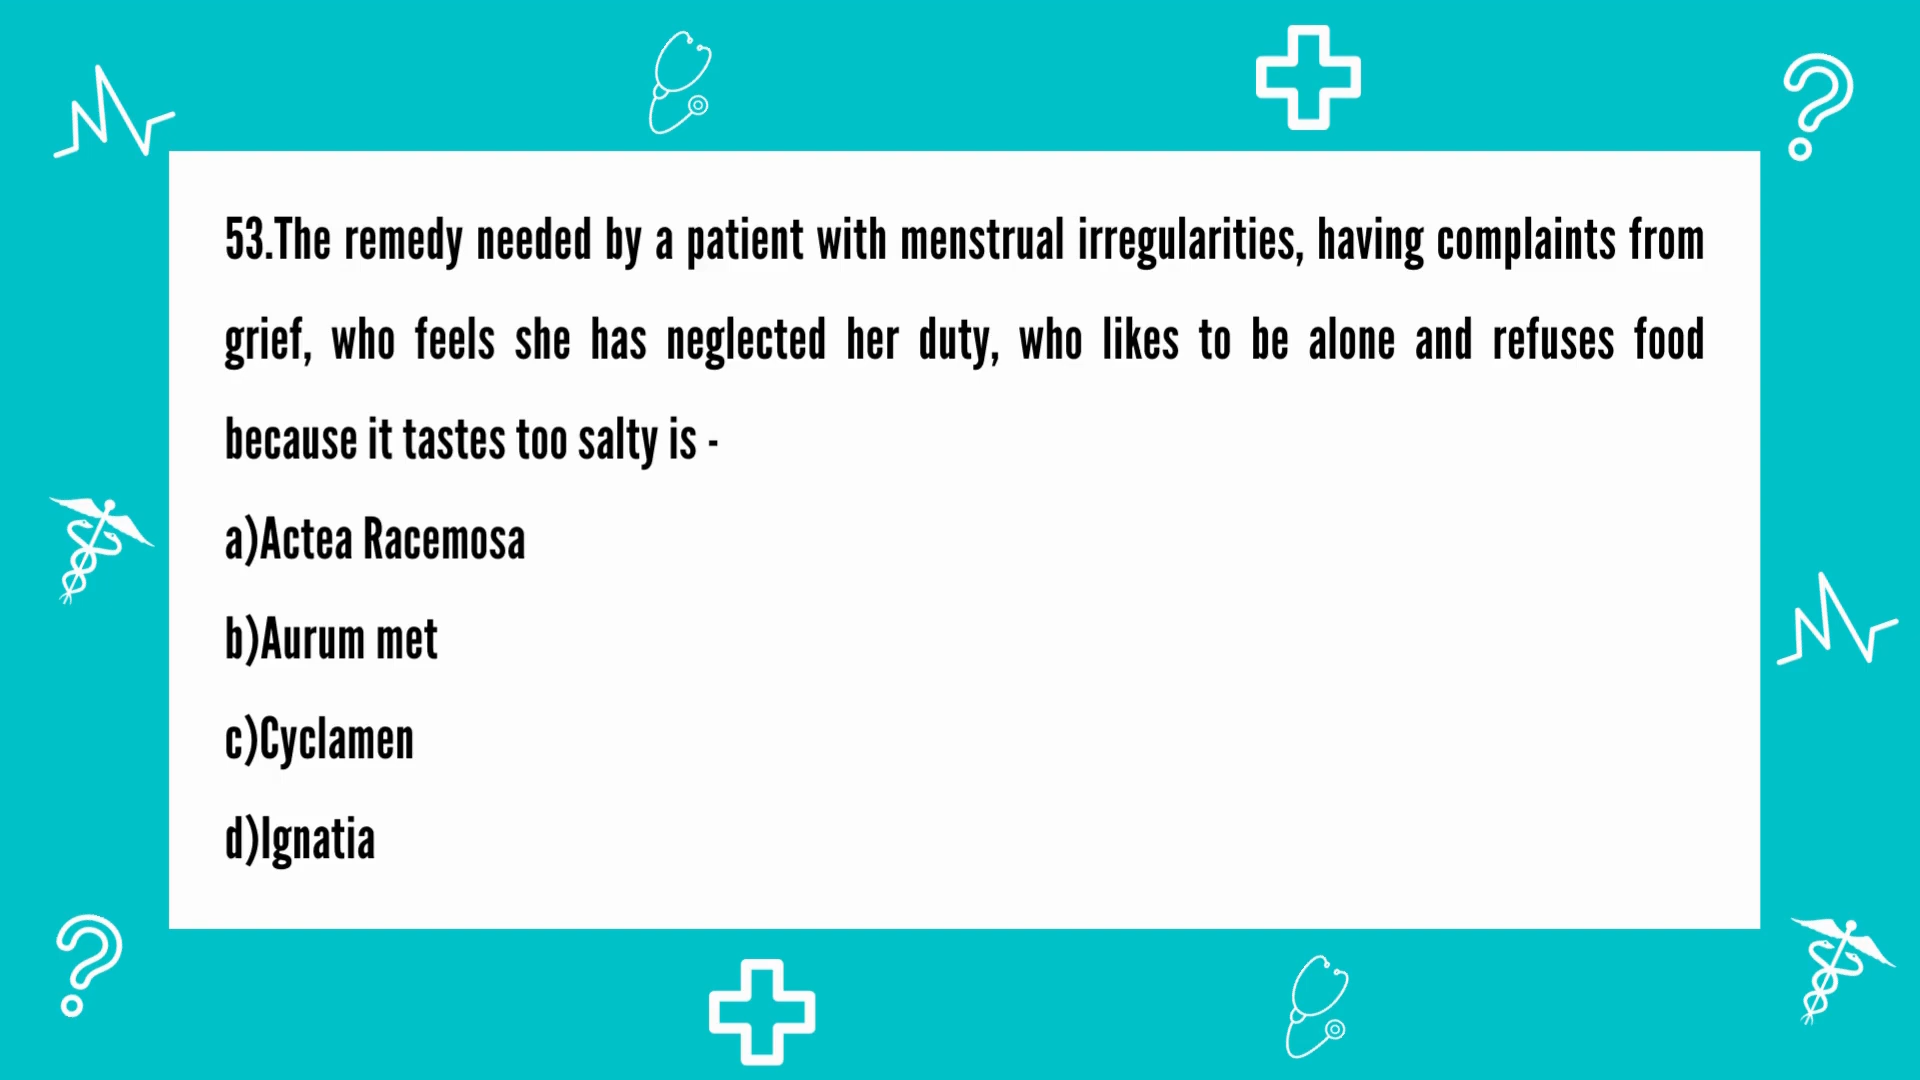 53.The remedy needed by a patient with menstrual irregularities, having complaints from
grief, who feels she has neglected her duty, who likes to be alone and refuses food
because it tastes too salty is -
a)Actea Racemosa
b)Aurum met
c)Cyclamen
d)Ignatia